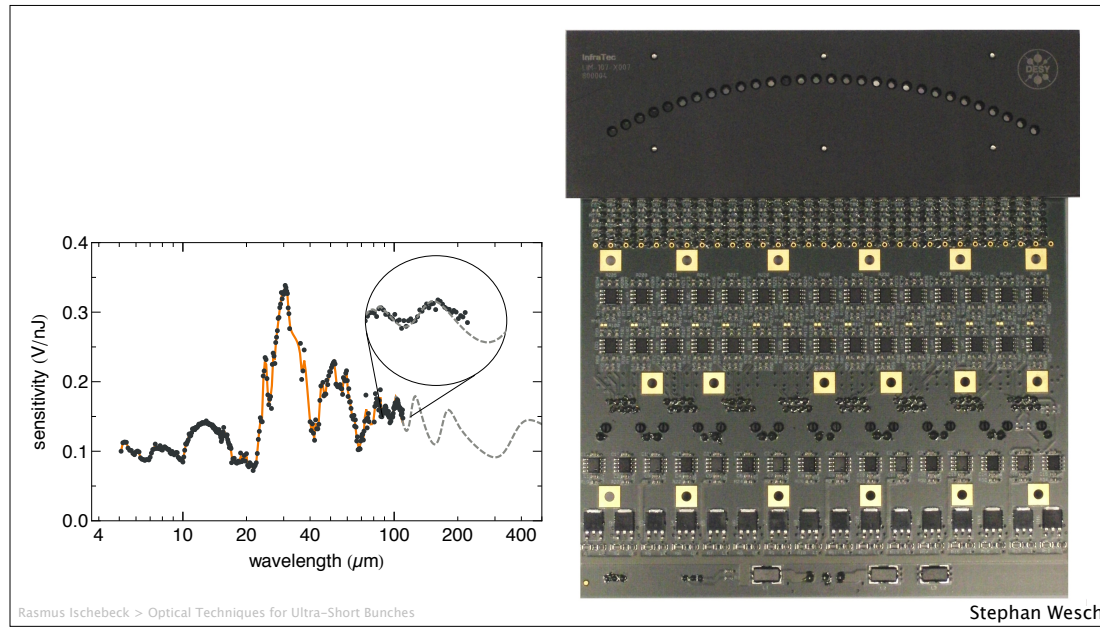 InfraTec
DESY
0.4
0.3
0.2
0.1
0.0
sensitivity (V/nJ)
4
10
20
40
100
200
400
wavelength (µm)
Rasmus Ischebeck > Optical Techniques for Ultra-Short Bunches
Stephan Wesch